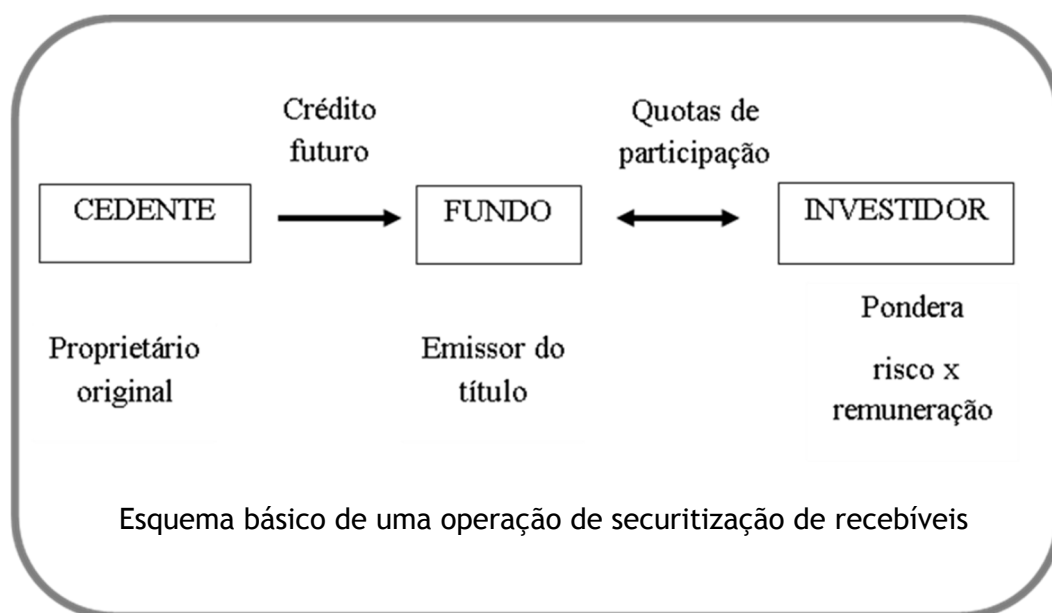 Crédito
futuro
Quotas de
participação
CEDENTE
FUNDO
INVESTIDOR
Proprietário
original
Emissor do
título
Pondera
risco x
remuneração
Esquema básico de uma operação de securitização de recebíveis